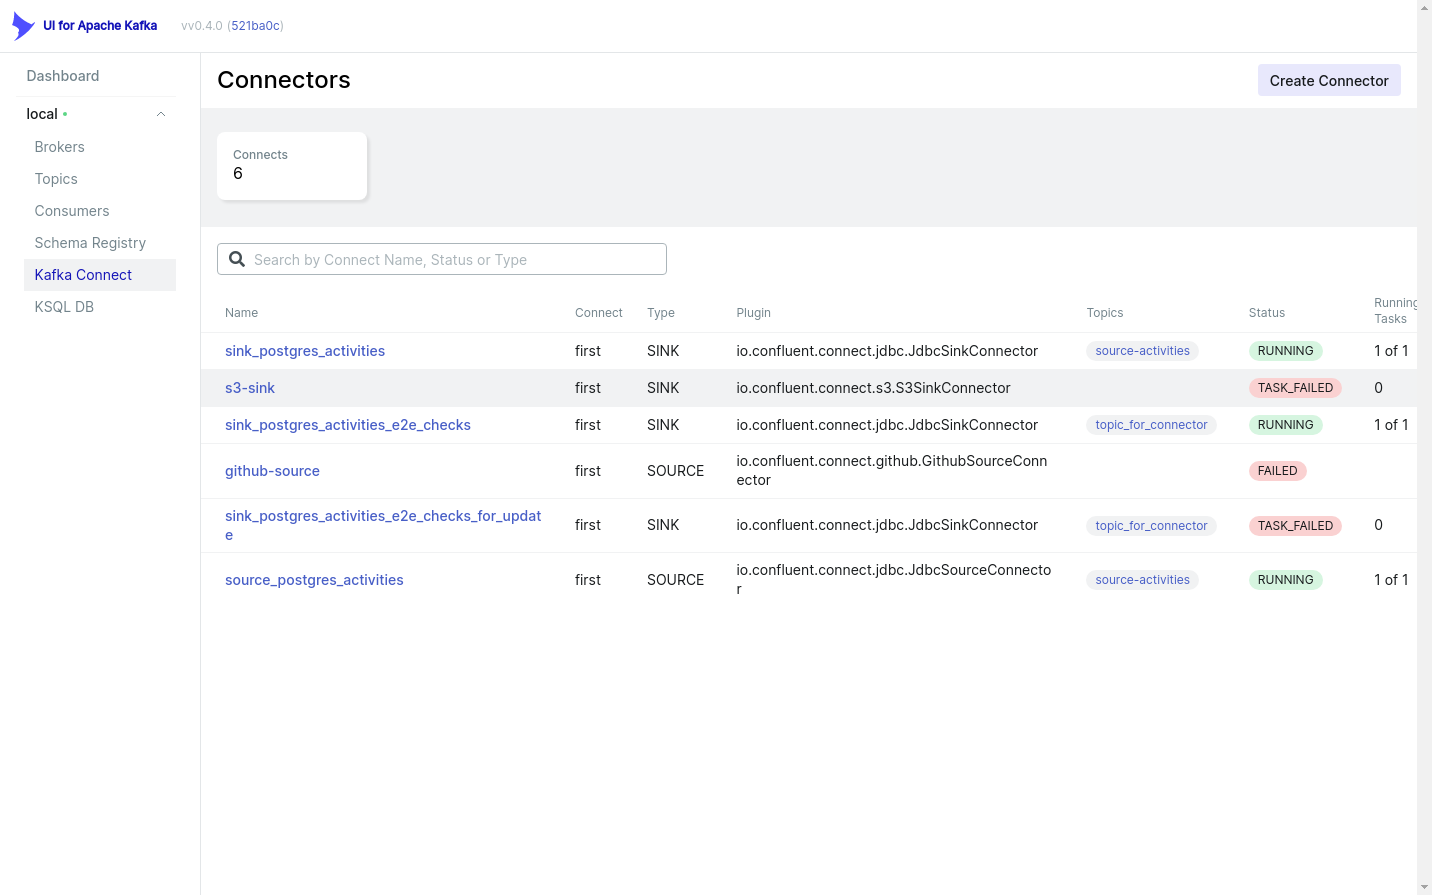 UI for Apache Kafka vv0.4.0 (521ba0c)
Dashboard
local
Brokers
Topics
Consumers
Schema Registry
Kafka Connect
KSQL DB
Connectors
Create Connector
Connects
6
Search by Connect Name, Status or Type
Name Connect Type Plugin Topics Status Running
Tasks
sink_postgres_activities first SINK io.confluent.connect.jdbc.JdbcSinkConnector source-activities RUNNING 1 of 1
s3-sink first SINK io.confluent.connect.s3.S3SinkConnector TASK_FAILED 0
sink_postgres_activities_e2e_checks first SINK io.confluent.connect.jdbc.JdbcSinkConnector topic_for_connector RUNNING 1 of 1
github-source first SOURCE io.confluent.connect.github.GithubSourceConn
ector FAILED
sink_postgres_activities_e2e_checks_for_updat
e first SINK io.confluent.connect.jdbc.JdbcSinkConnector topic_for_connector TASK_FAILED 0
source_postgres_activities first SOURCE io.confluent.connect.jdbc.JdbcSourceConnecto
r source-activities RUNNING 1 of 1